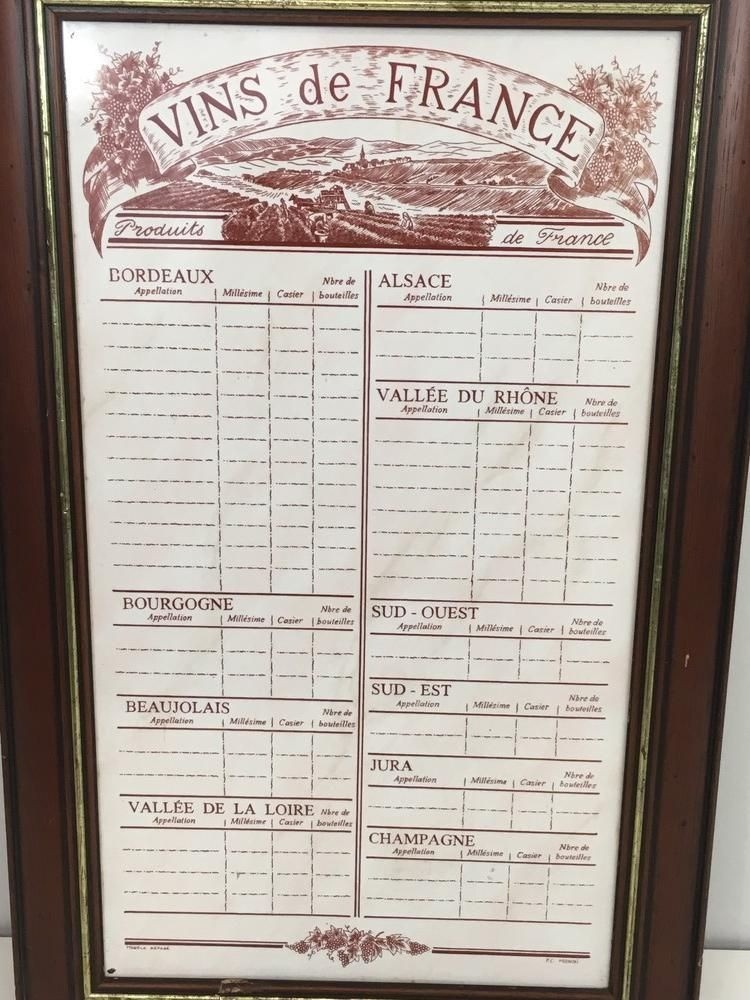 VINS de FRANCE
Produits de France
BORDEAUX
Appellation Millésime Casier Nbre de bouteilles
BOURGOGNE
Appellation Millésime Casier Nbre de bouteilles
BEAUJOLAIS
Appellation Millésime Casier Nbre de bouteilles
VALLÉE DE LA LOIRE
Appellation Millésime Casier Nbre de bouteilles
ALSACE
Appellation Millésime Casier Nbre de bouteilles
VALLÉE DU RHÔNE
Appellation Millésime Casier Nbre de bouteilles
SUD - OUEST
Appellation Millésime Casier Nbre de bouteilles
SUD - EST
Appellation Millésime Casier Nbre de bouteilles
JURA
Appellation Millésime Casier Nbre de bouteilles
CHAMPAGNE
Appellation Millésime Casier Nbre de bouteilles